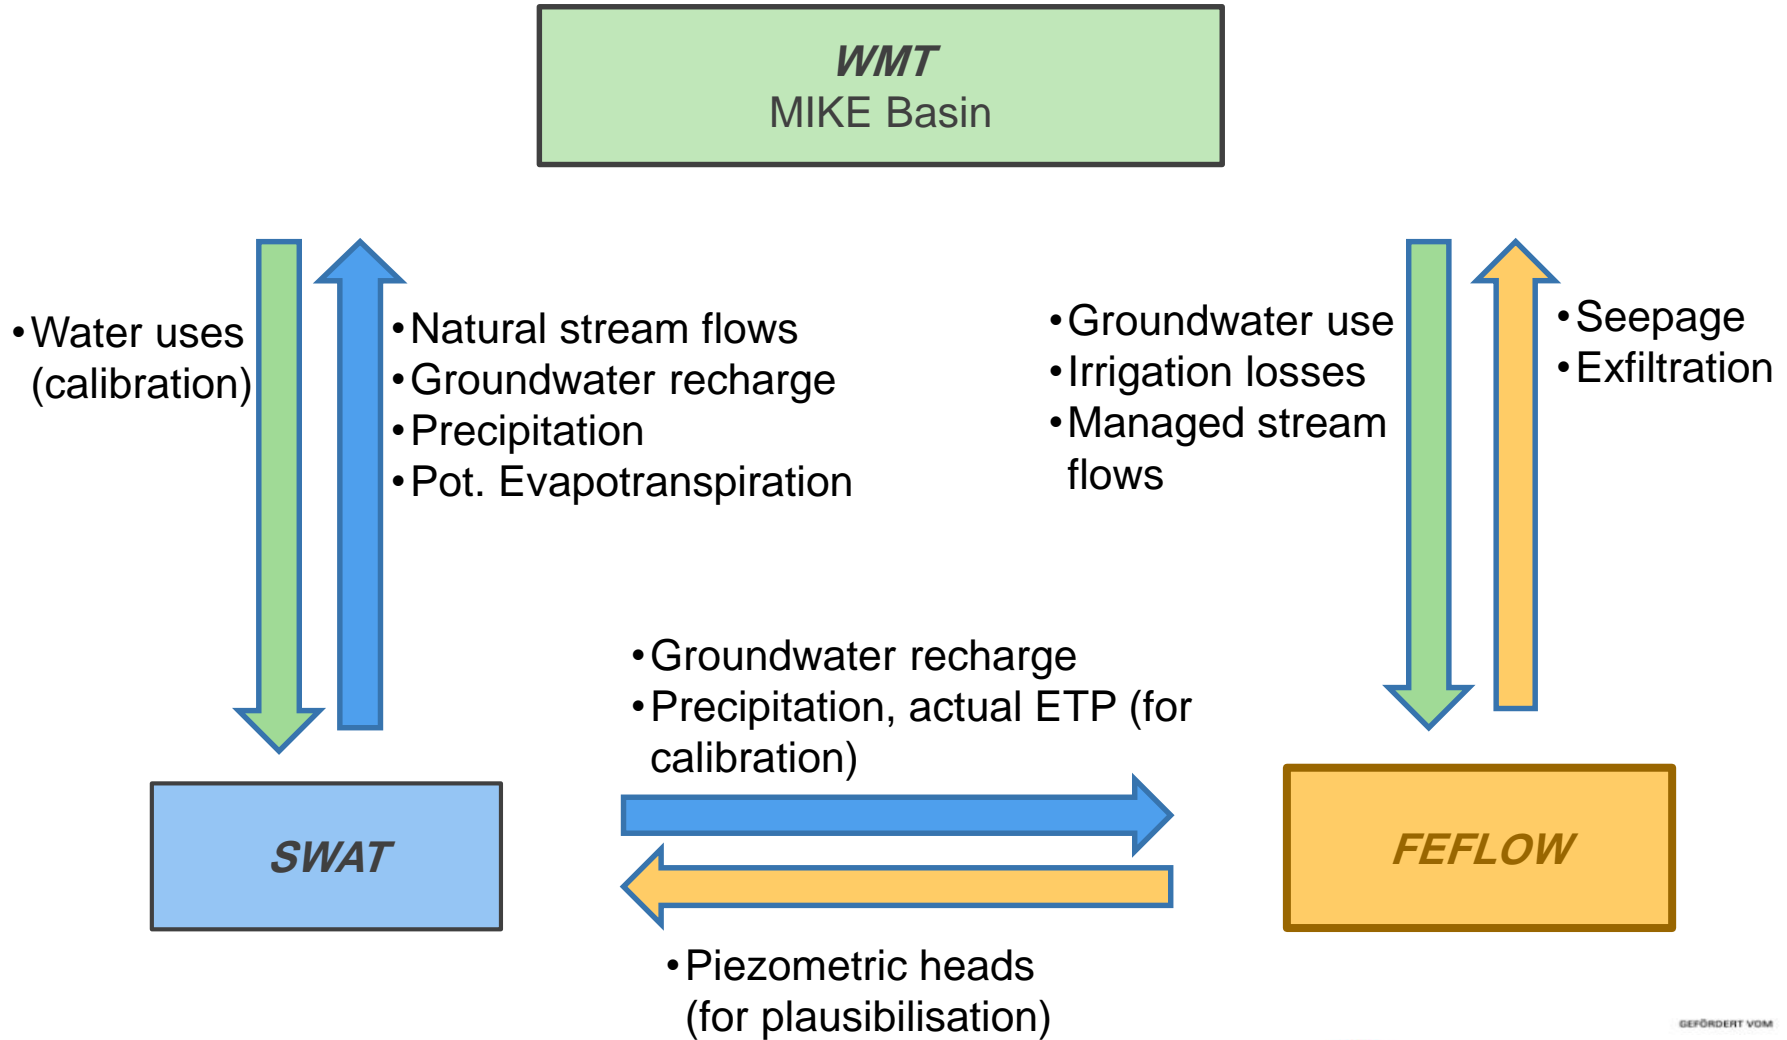 WMT
MIKE Basin
•Water uses
(calibration)
•Natural stream flows
•Groundwater recharge
•Precipitation
•Pot. Evapotranspiration
•Groundwater use
•Irrigation losses
•Managed stream
flows
•Seepage
•Exfiltration
•Groundwater recharge
•Precipitation, actual ETP (for
calibration)
SWAT
FEFLOW
•Piezometric heads
(for plausibilisation)
GEFÖRDERT VOM